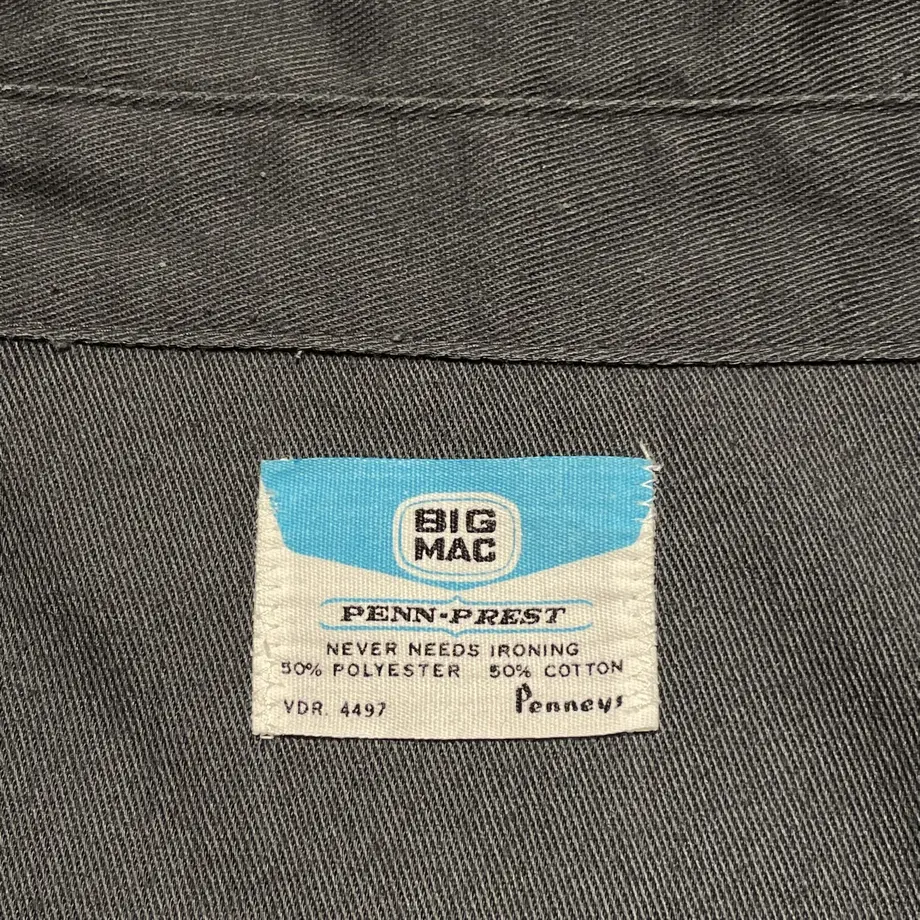 BIG
MAC
PENN-PREST
NEVER NEEDS IRONING
50% POLYESTER 50% COTTON
VDR. 4497 Penneys